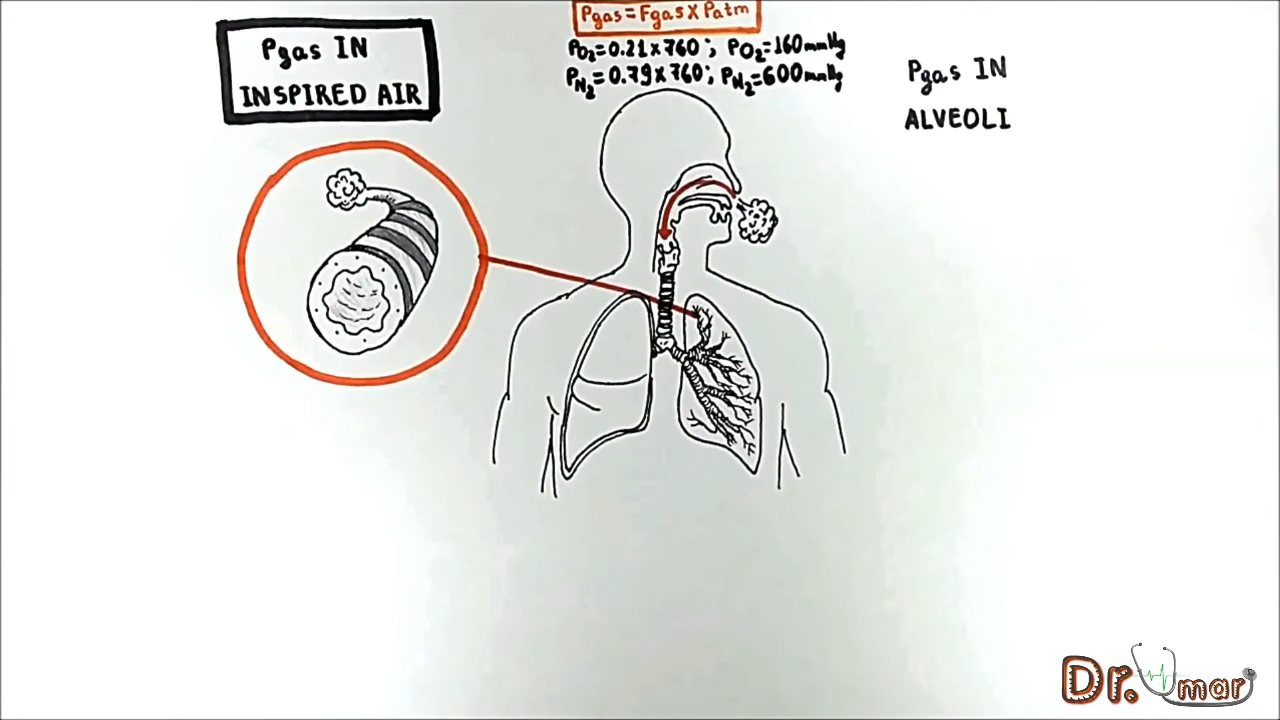 Pgas = Fgas X Patm
PO2 = 0.21 x 760 ; PO2 = 160 mmHg
PN2 = 0.79 x 760 ; PN2 = 600 mmHg
Pgas IN
INSPIRED AIR
Pgas IN
ALVEOLI
Dr. Umar